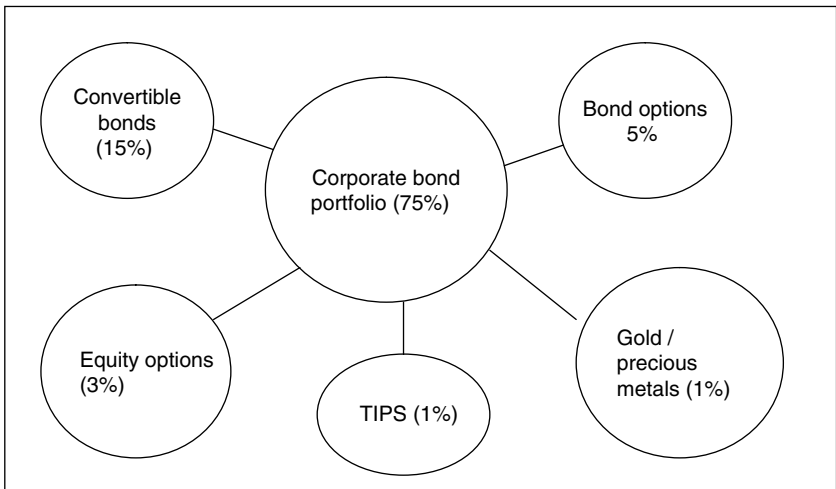 Convertible
bonds
(15%)
Bond options
5%
Corporate bond
portfolio (75%)
Equity options
(3%)
TIPS (1%)
Gold /
precious
metals (1%)